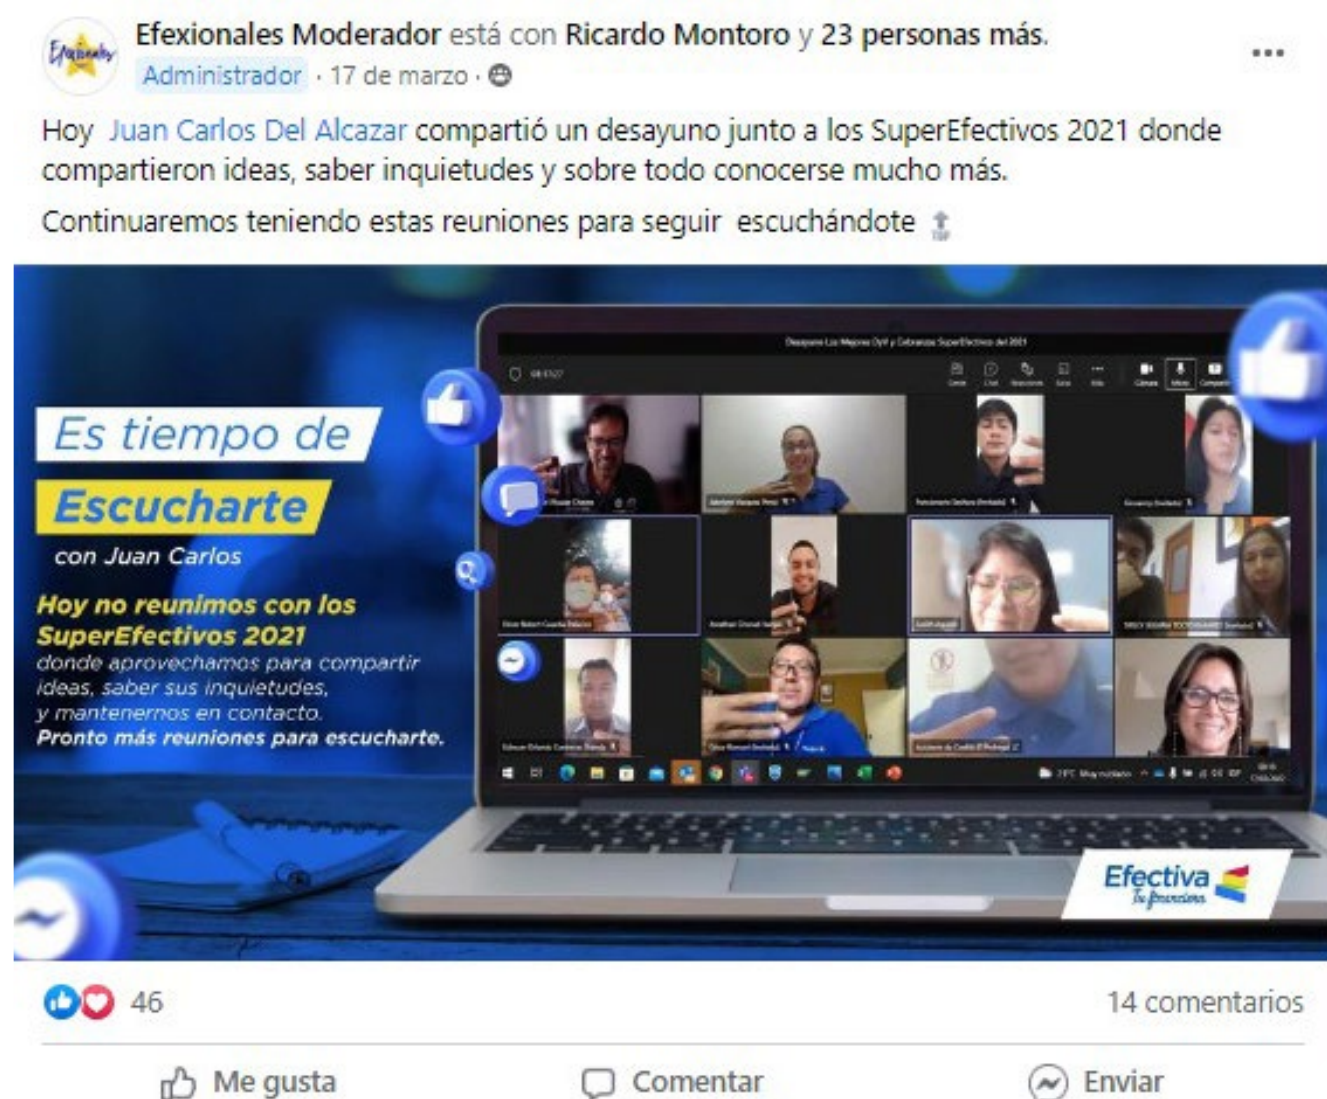 Efexionales Moderador está con Ricardo Montoro y 23 personas más.
Administrador · 17 de marzo ·
Hoy Juan Carlos Del Alcazar compartió un desayuno junto a los SuperEfectivos 2021 donde
compartieron ideas, saber inquietudes y sobre todo conocerse mucho más.
Continuaremos teniendo estas reuniones para seguir escuchándote
Es tiempo de
Escucharte
con Juan Carlos
Hoy no reunimos con los
SuperEfectivos 2021
donde aprovechamos para compartir
ideas, saber sus inquietudes,
y mantenernos en contacto.
Pronto más reuniones para escucharte.
Efectiva
Tu financiera
46
14 comentarios
Me gusta
Comentar
Enviar